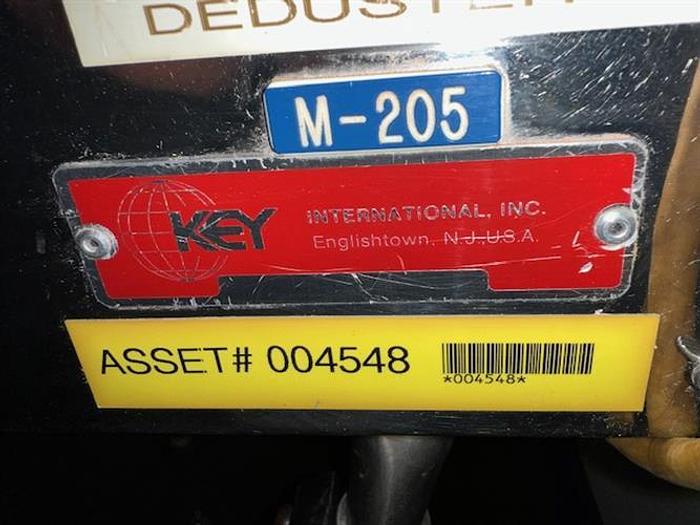 DEDUSTER
M-205
KEY INTERNATIONAL, INC.
Englishtown, N.J.,U.S.A.
ASSET# 004548
*004548*